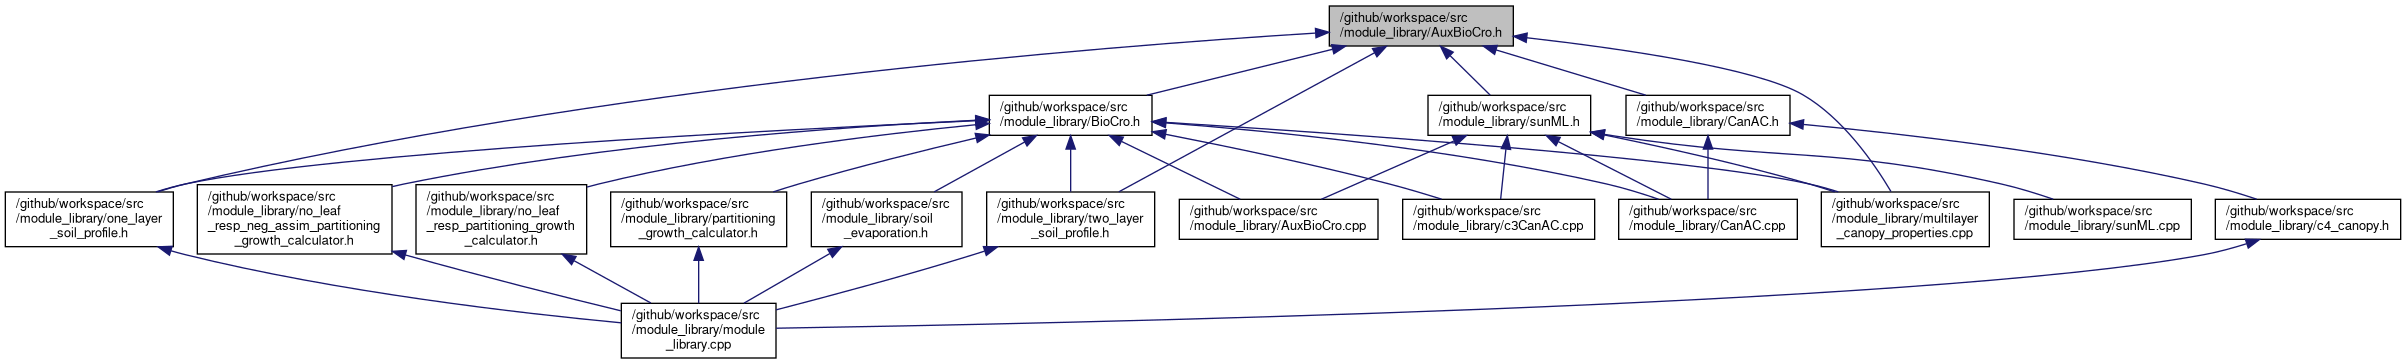 /github/workspace/src
/module_library/AuxBioCro.h
/github/workspace/src
/module_library/BioCro.h
/github/workspace/src
/module_library/sunML.h
/github/workspace/src
/module_library/CanAC.h
/github/workspace/src
/module_library/one_layer
_soil_profile.h
/github/workspace/src
/module_library/no_leaf
_resp_neg_assim_partitioning
_growth_calculator.h
/github/workspace/src
/module_library/no_leaf
_resp_partitioning_growth
_calculator.h
/github/workspace/src
/module_library/partitioning
_growth_calculator.h
/github/workspace/src
/module_library/soil
_evaporation.h
/github/workspace/src
/module_library/two_layer
_soil_profile.h
/github/workspace/src
/module_library/AuxBioCro.cpp
/github/workspace/src
/module_library/c3CanAC.cpp
/github/workspace/src
/module_library/CanAC.cpp
/github/workspace/src
/module_library/multilayer
_canopy_properties.cpp
/github/workspace/src
/module_library/sunML.cpp
/github/workspace/src
/module_library/c4_canopy.h
/github/workspace/src
/module_library/module
_library.cpp